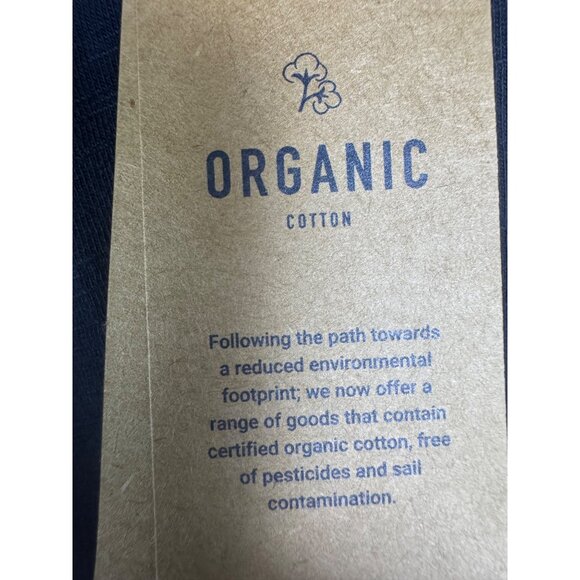 ORGANIC
COTTON
Following the path towards
a reduced environmental
footprint; we now offer a
range of goods that contain
certified organic cotton, free
of pesticides and sail
contamination.